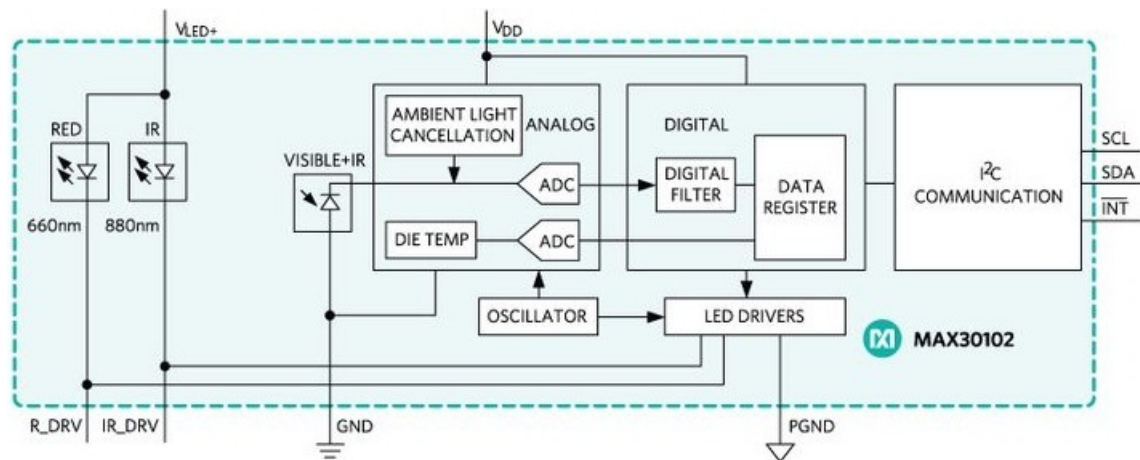 VLED+
VDD
RED
IR
660nm
880nm
VISIBLE+IR
AMBIENT LIGHT
CANCELLATION
ANALOG
ADC
DIE TEMP
ADC
DIGITAL
DIGITAL
FILTER
DATA
REGISTER
I²C
COMMUNICATION
SCL
SDA
INT
OSCILLATOR
LED DRIVERS
MAX30102
R_DRV
IR_DRV
GND
PGND